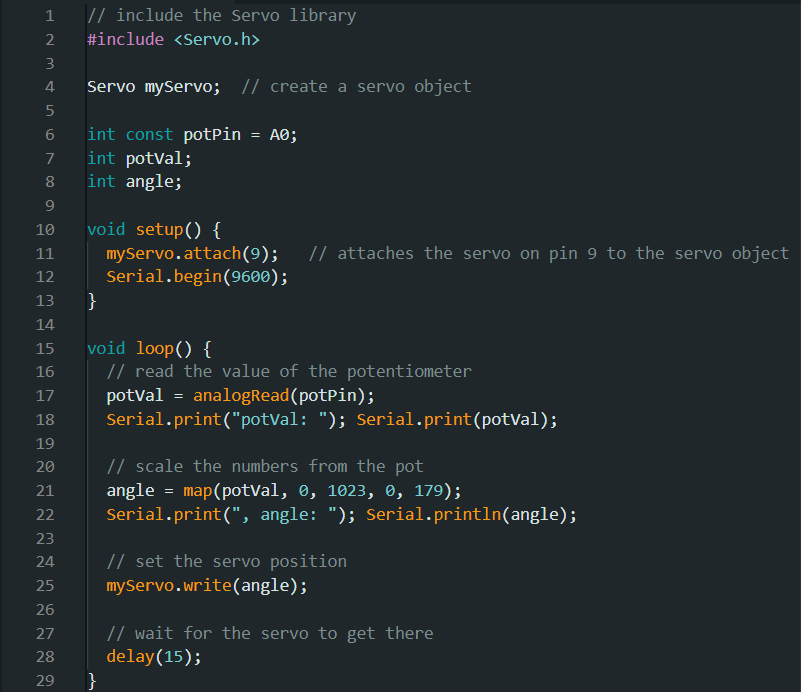 1 // include the Servo library
2 #include <Servo.h>
3
4 Servo myServo;  // create a servo object
5
6 int const potPin = A0;
7 int potVal;
8 int angle;
9
10 void setup() {
11   myServo.attach(9);   // attaches the servo on pin 9 to the servo object
12   Serial.begin(9600);
13 }
14
15 void loop() {
16   // read the value of the potentiometer
17   potVal = analogRead(potPin);
18   Serial.print("potVal: "); Serial.print(potVal);
19
20   // scale the numbers from the pot
21   angle = map(potVal, 0, 1023, 0, 179);
22   Serial.print(", angle: "); Serial.println(angle);
23
24   // set the servo position
25   myServo.write(angle);
26
27   // wait for the servo to get there
28   delay(15);
29 }